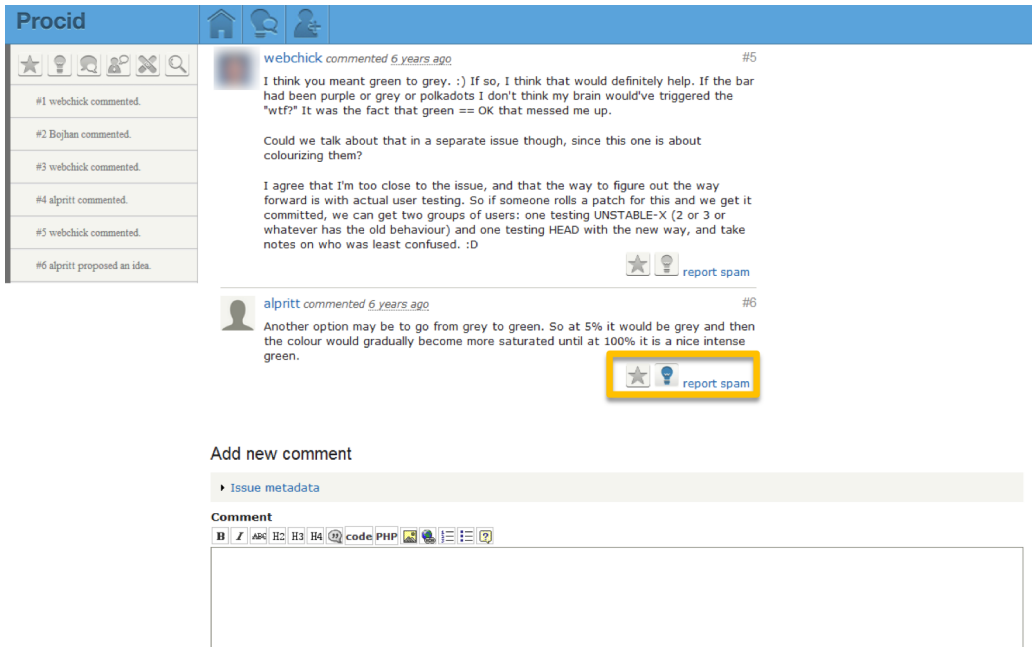 Procid
#1 webchick commented.
#2 Bojhan commented.
#3 webchick commented.
#4 alpritt commented.
#5 webchick commented.
#6 alpritt proposed an idea.
webchick commented 6 years ago
#5
I think you meant green to grey. :) If so, I think that would definitely help. If the bar
had been purple or grey or polkadots I don't think my brain would've triggered the
"wtf?" It was the fact that green == OK that messed me up.
Could we talk about that in a separate issue though, since this one is about
colourizing them?
I agree that I'm too close to the issue, and that the way to figure out the way
forward is with actual user testing. So if someone rolls a patch for this and we get it
committed, we can get two groups of users: one testing UNSTABLE-X (2 or 3 or
whatever has the old behaviour) and one testing HEAD with the new way, and take
notes on who was least confused. :D
report spam
alpritt commented 6 years ago
#6
Another option may be to go from grey to green. So at 5% it would be grey and then
the colour would gradually become more saturated until at 100% it is a nice intense
green.
report spam
Add new comment
Issue metadata
Comment
B I ABC H2 H3 H4 code PHP